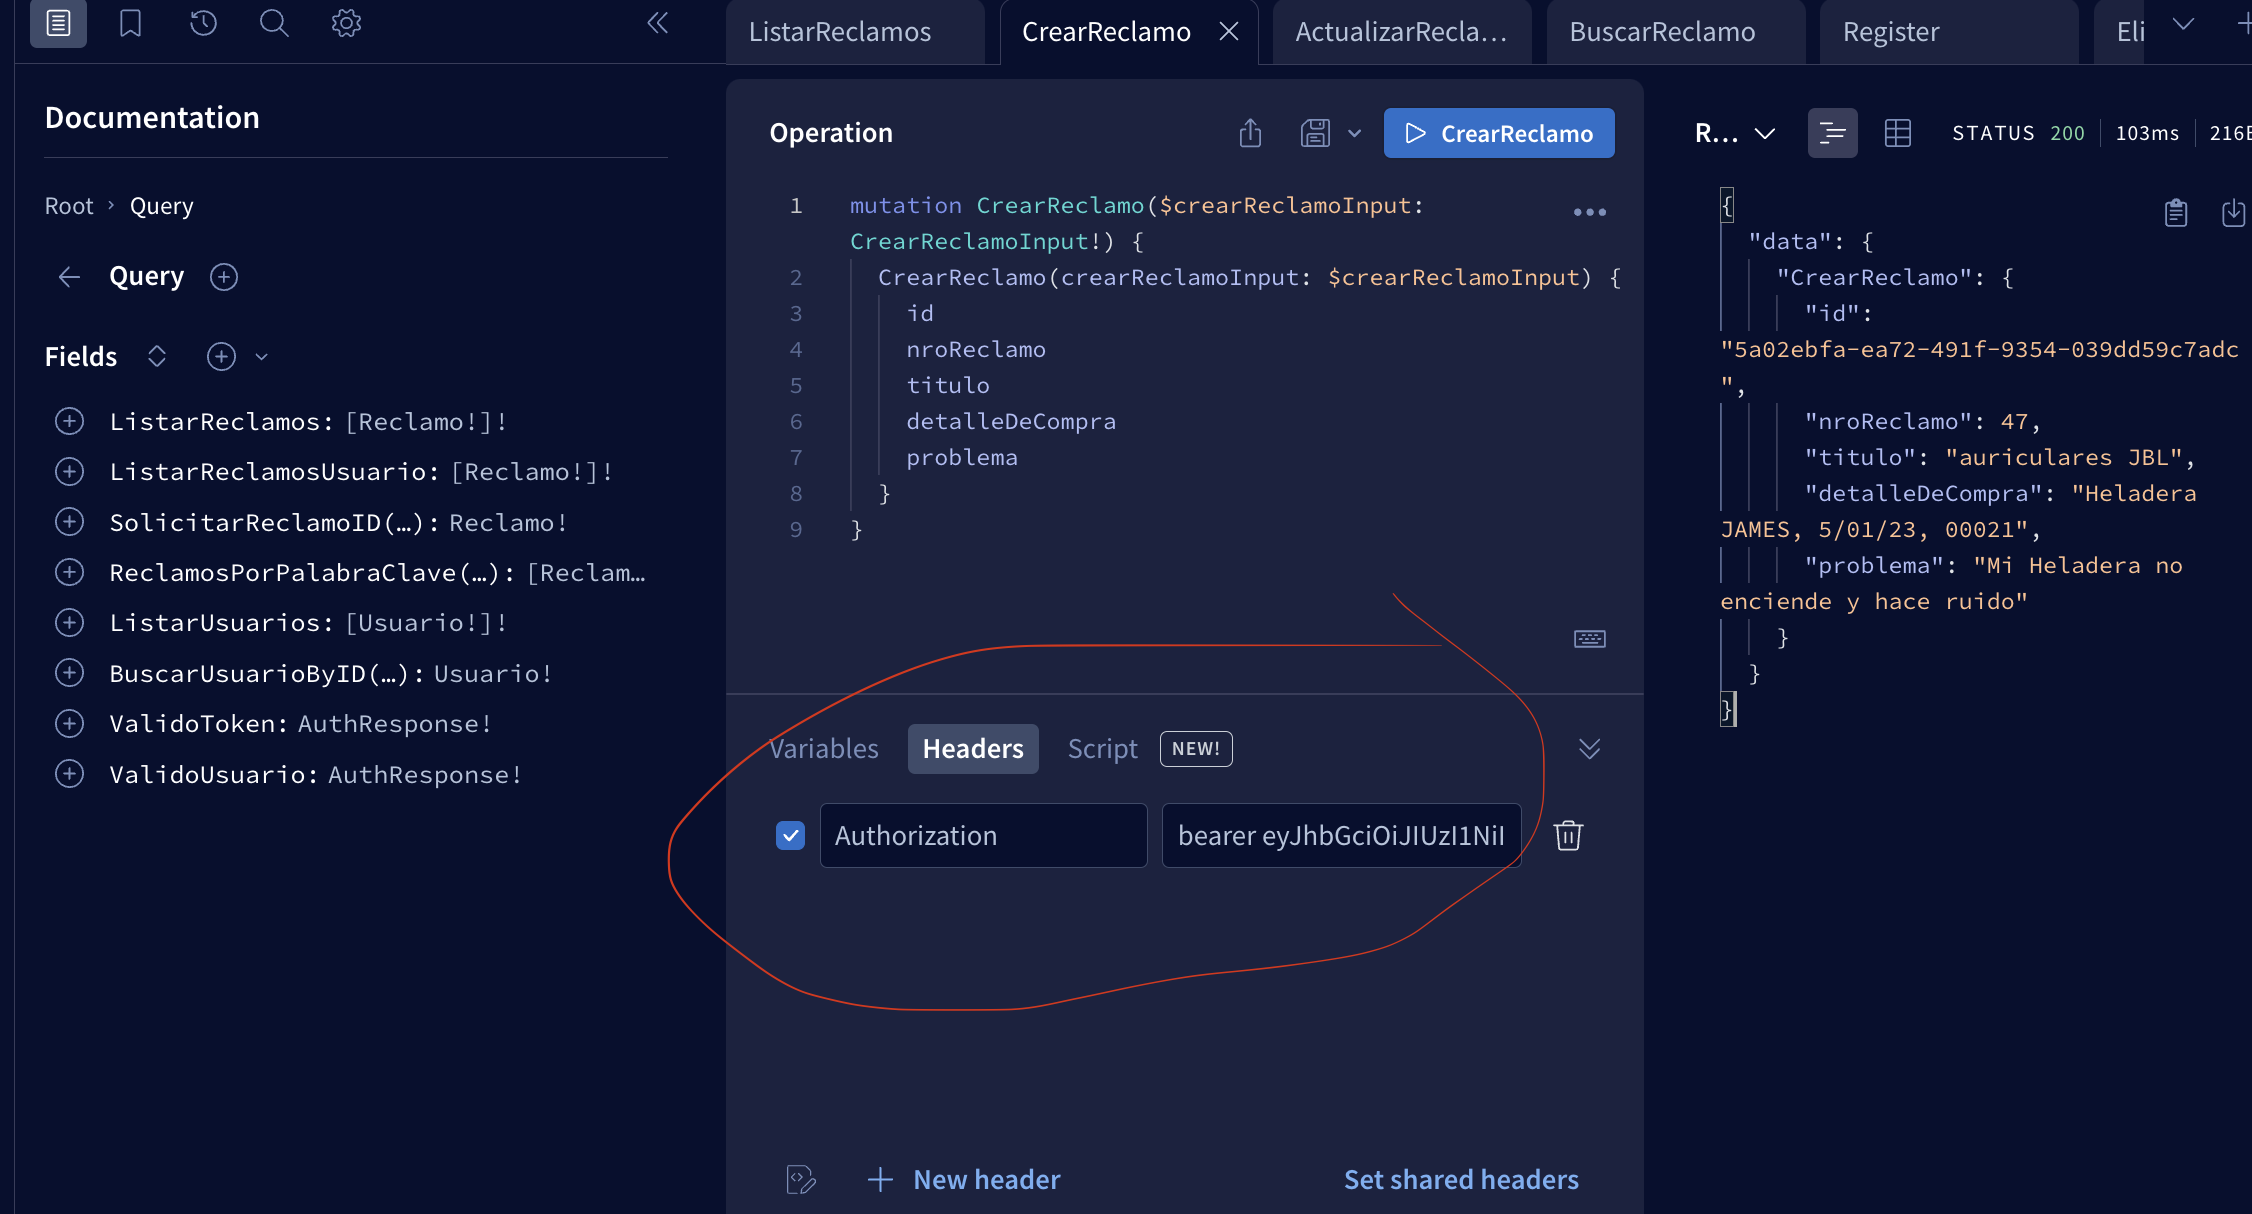 ListarReclamos
CrearReclamo
ActualizarRecla...
BuscarReclamo
Register
Eli
Documentation
Root > Query
Query
Fields
ListarReclamos: [Reclamo!]!
ListarReclamosUsuario: [Reclamo!]!
SolicitarReclamoID(…): Reclamo!
ReclamosPorPalabraClave(…): [Reclam…
ListarUsuarios: [Usuario!]!
BuscarUsuarioByID(…): Usuario!
ValidoToken: AuthResponse!
ValidoUsuario: AuthResponse!
Operation
CrearReclamo
1 mutation CrearReclamo($crearReclamoInput:
CrearReclamoInput!) {
2 CrearReclamo(crearReclamoInput: $crearReclamoInput) {
3 id
4 nroReclamo
5 titulo
6 detalleDeCompra
7 problema
8 }
9 }
Variables
Headers
Script
NEW!
Authorization
bearer eyJhbGciOiJIUzI1NiI
New header
Set shared headers
R...
STATUS 200
103ms
216B
{
"data": {
"CrearReclamo": {
"id":
"5a02ebfa-ea72-491f-9354-039dd59c7adc
",
"nroReclamo": 47,
"titulo": "auriculares JBL",
"detalleDeCompra": "Heladera
JAMES, 5/01/23, 00021",
"problema": "Mi Heladera no
enciende y hace ruido"
}
}
}